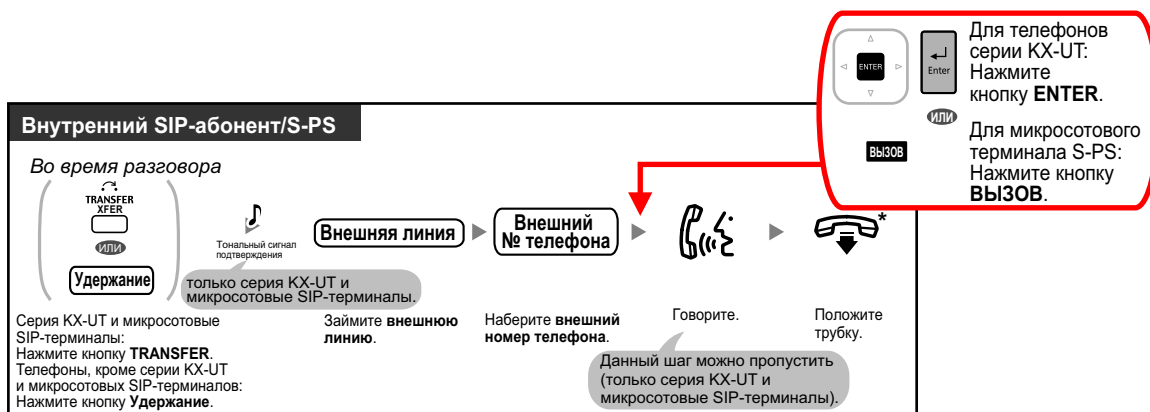 Внутренний SIP-абонент/S-PS
Во время разговора
TRANSFER
XFER
ИЛИ
Удержание
Серия KX-UT и микросотовые
SIP-терминалы:
Нажмите кнопку TRANSFER.
Телефоны, кроме серии KX-UT
и микросотовых SIP-терминалов:
Нажмите кнопку Удержание.
Тональный сигнал
подтверждения
только серия KX-UT и
микросотовые SIP-терминалы.
Внешняя линия
Займите внешнюю
линию.
Внешний
№ телефона
Наберите внешний
номер телефона.
Говорите.
Данный шаг можно пропустить
(только серия KX-UT и
микросотовые SIP-терминалы).
*
Положите
трубку.
ENTER
Enter
Для телефонов
серии KX-UT:
Нажмите
кнопку ENTER.
ИЛИ
ВЫЗОВ
Для микросотового
терминала S-PS:
Нажмите кнопку
ВЫЗОВ.